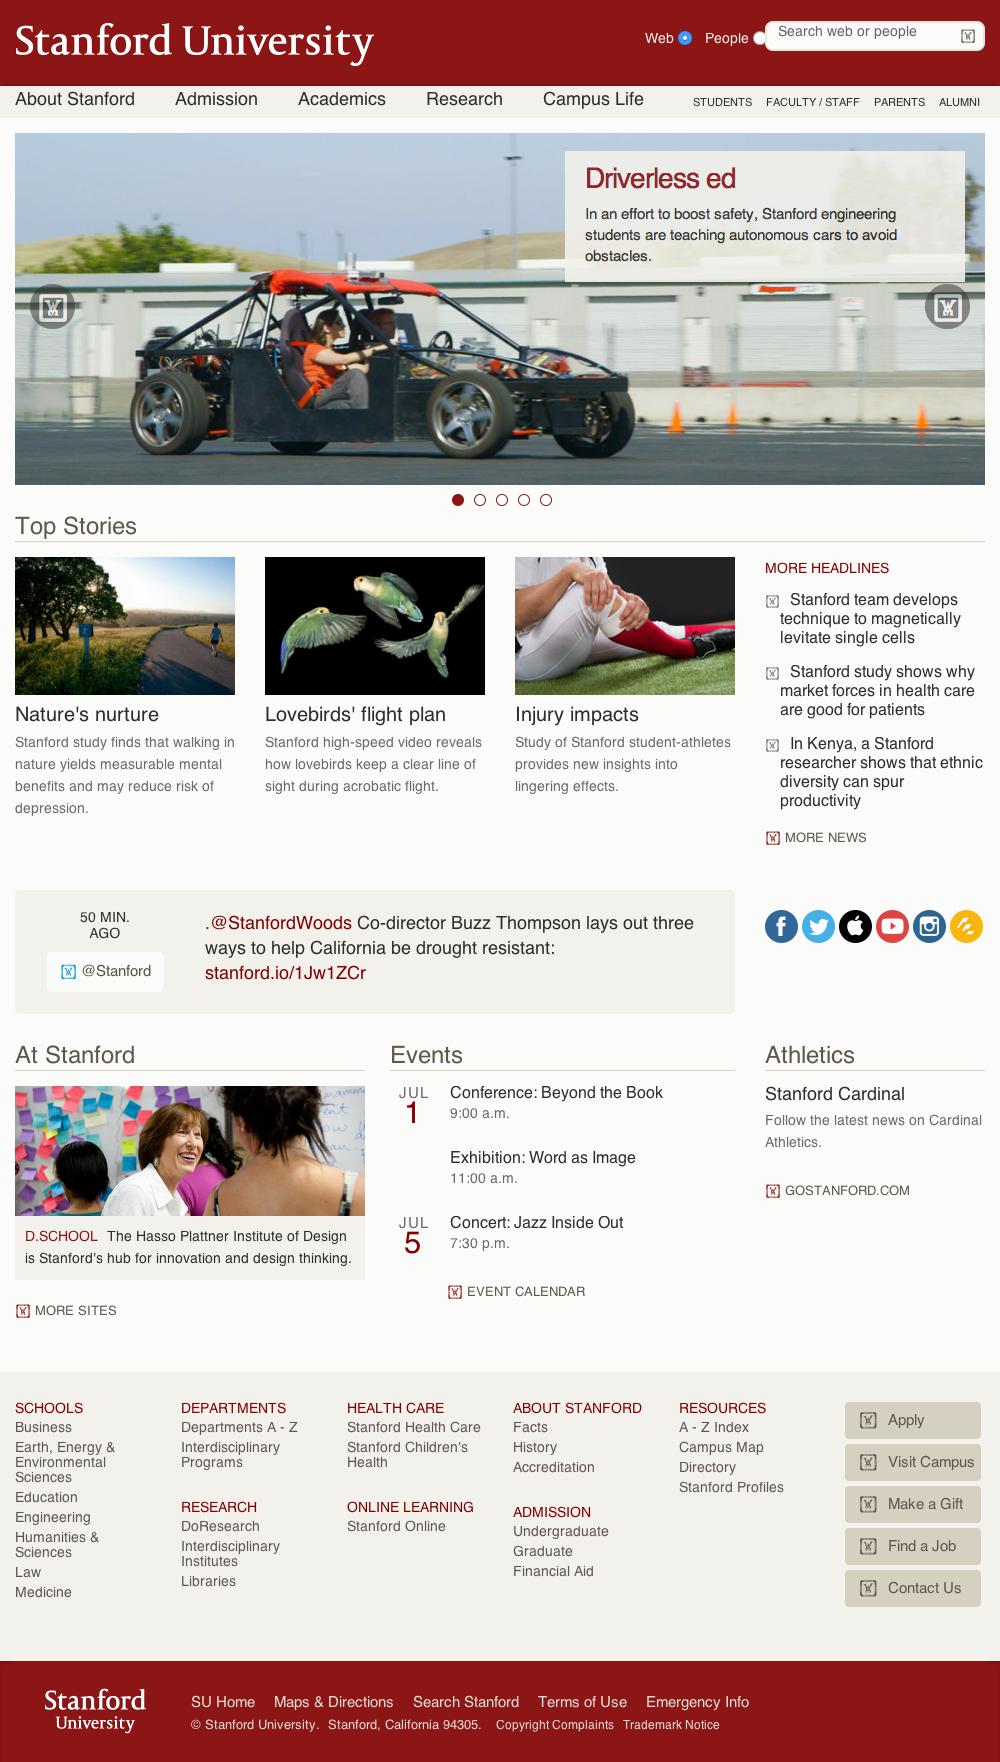 Stanford University
Web People Search web or people
About Stanford Admission Academics Research Campus Life STUDENTS FACULTY / STAFF PARENTS ALUMNI
Driverless ed
In an effort to boost safety, Stanford engineering
students are teaching autonomous cars to avoid
obstacles.
Top Stories
Nature's nurture
Stanford study finds that walking in
nature yields measurable mental
benefits and may reduce risk of
depression.
Lovebirds' flight plan
Stanford high-speed video reveals
how lovebirds keep a clear line of
sight during acrobatic flight.
Injury impacts
Study of Stanford student-athletes
provides new insights into
lingering effects.
MORE HEADLINES
Stanford team develops
technique to magnetically
levitate single cells
Stanford study shows why
market forces in health care
are good for patients
In Kenya, a Stanford
researcher shows that ethnic
diversity can spur
productivity
MORE NEWS
50 MIN.
AGO
@Stanford
.@StanfordWoods Co-director Buzz Thompson lays out three
ways to help California be drought resistant:
stanford.io/1Jw1ZCr
At Stanford
D.SCHOOL The Hasso Plattner Institute of Design
is Stanford's hub for innovation and design thinking.
MORE SITES
Events
JUL
1
Conference: Beyond the Book
9:00 a.m.
Exhibition: Word as Image
11:00 a.m.
JUL
5
Concert: Jazz Inside Out
7:30 p.m.
EVENT CALENDAR
Athletics
Stanford Cardinal
Follow the latest news on Cardinal
Athletics.
GOSTANFORD.COM
SCHOOLS
Business
Earth, Energy &
Environmental
Sciences
Education
Engineering
Humanities &
Sciences
Law
Medicine
DEPARTMENTS
Departments A - Z
Interdisciplinary
Programs
RESEARCH
DoResearch
Interdisciplinary
Institutes
Libraries
HEALTH CARE
Stanford Health Care
Stanford Children's
Health
ONLINE LEARNING
Stanford Online
ABOUT STANFORD
Facts
History
Accreditation
ADMISSION
Undergraduate
Graduate
Financial Aid
RESOURCES
A - Z Index
Campus Map
Directory
Stanford Profiles
Apply
Visit Campus
Make a Gift
Find a Job
Contact Us
Stanford
University
SU Home Maps & Directions Search Stanford Terms of Use Emergency Info
© Stanford University. Stanford, California 94305. Copyright Complaints Trademark Notice